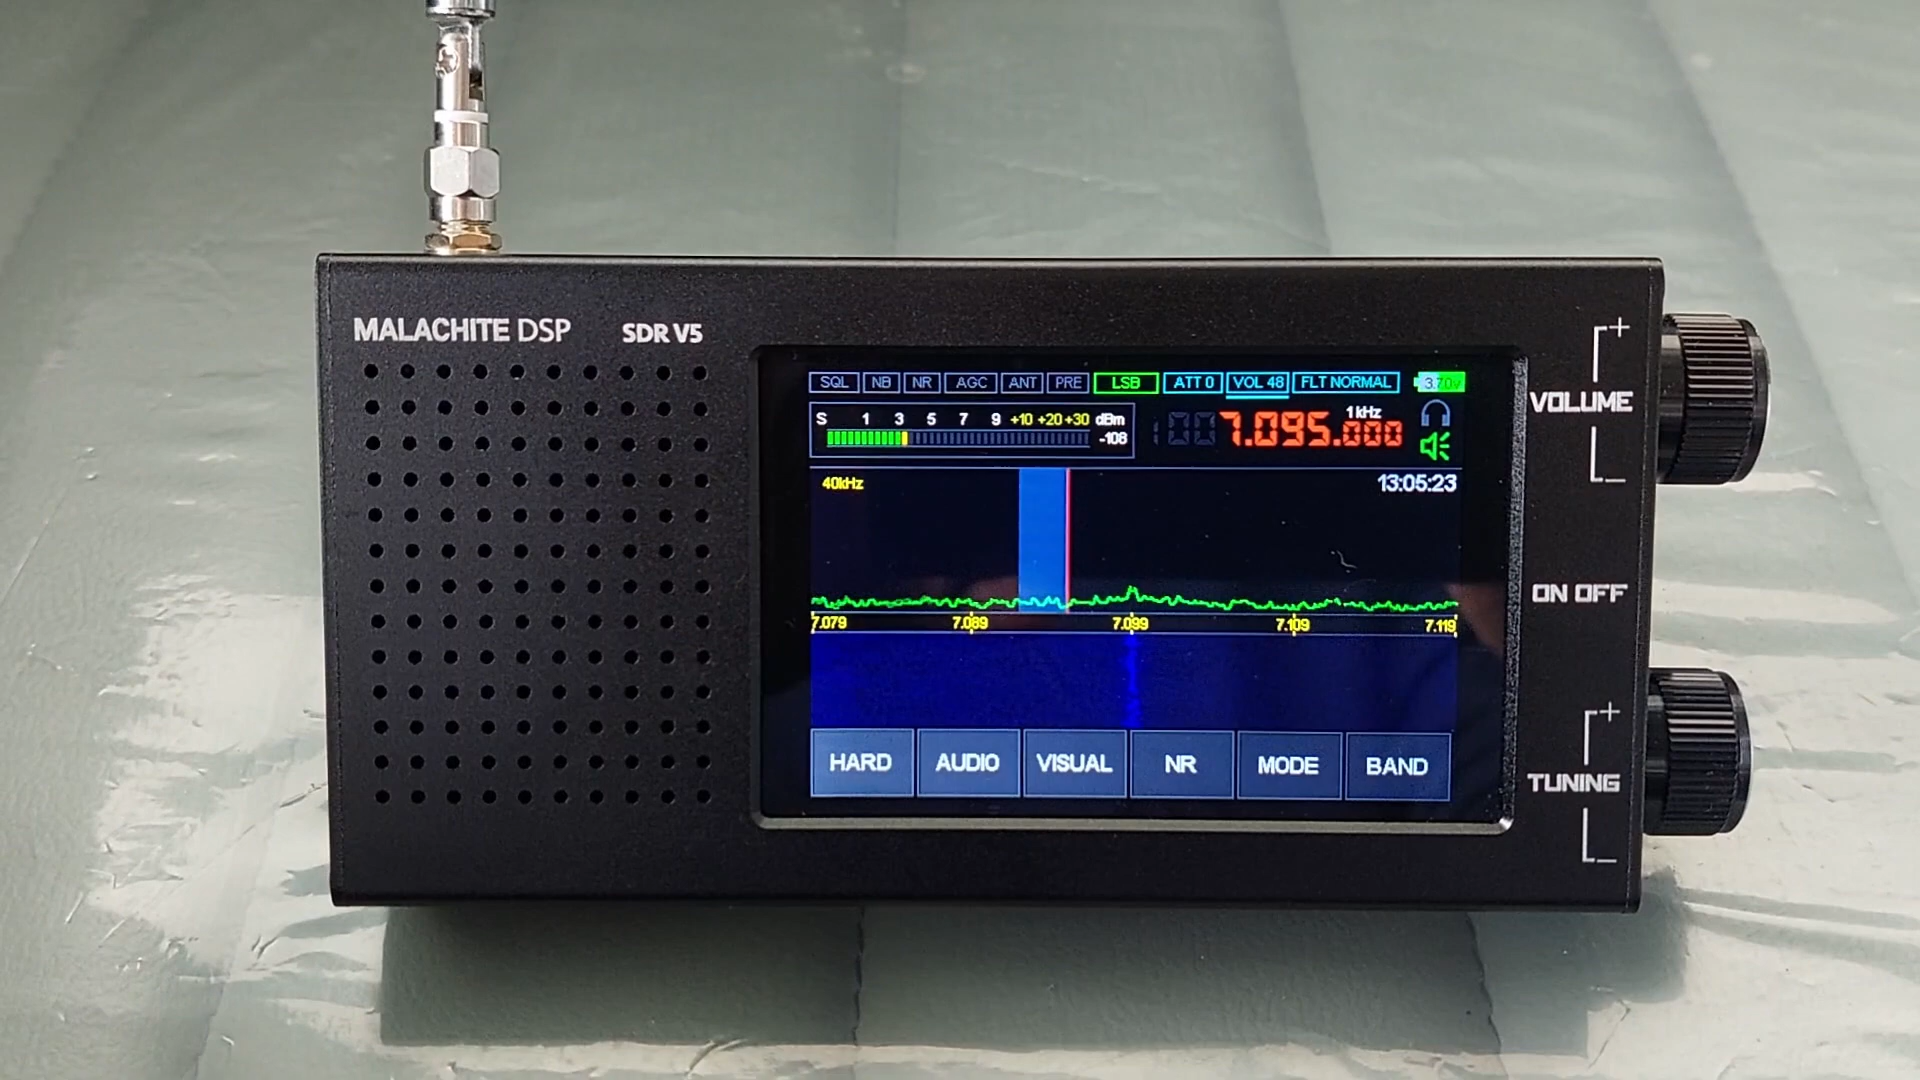 MALACHITE DSP SDR V5
SQL NB NR AGC ANT PRE LSB ATT 0 VOL 48 FLT NORMAL 3.70v
S 1 3 5 7 9 +10 +20 +30 dBm
-108
1 kHz
7.095.000
40kHz 13:05:23
7.079 7.089 7.099 7.109 7.119
HARD AUDIO VISUAL NR MODE BAND
+
VOLUME
−
ON OFF
+
TUNING
−